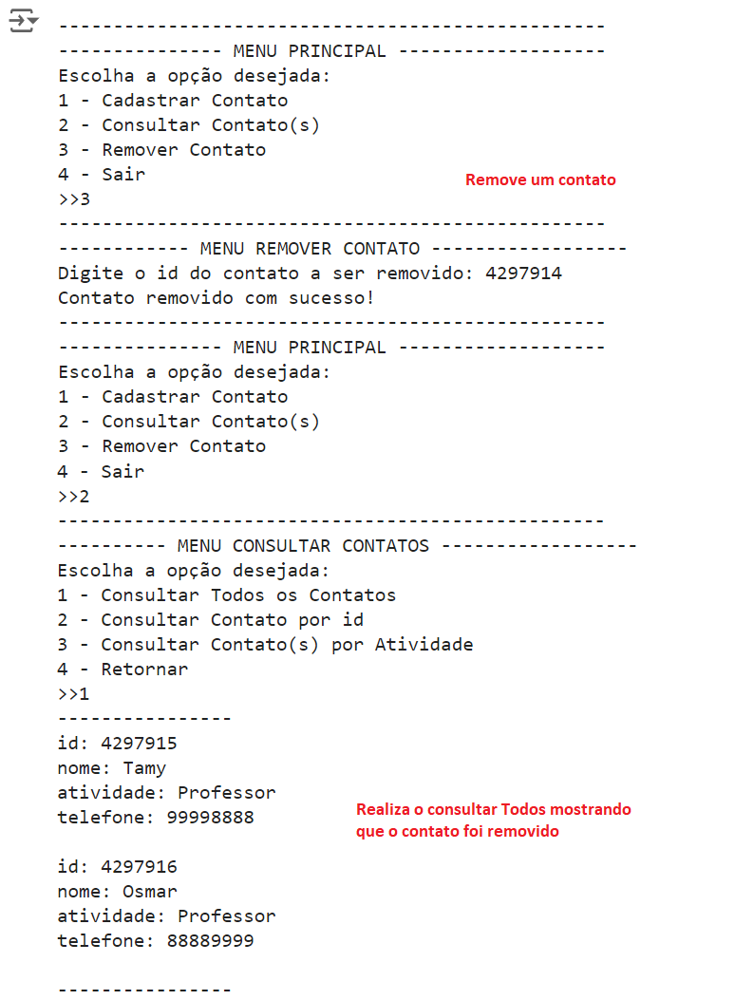 --------------------------------------------------
--------------- MENU PRINCIPAL -------------------
Escolha a opção desejada:
1 - Cadastrar Contato
2 - Consultar Contato(s)
3 - Remover Contato
4 - Sair
Remove um contato
>>3
--------------------------------------------------
------------ MENU REMOVER CONTATO ------------------
Digite o id do contato a ser removido: 4297914
Contato removido com sucesso!
--------------------------------------------------
--------------- MENU PRINCIPAL -------------------
Escolha a opção desejada:
1 - Cadastrar Contato
2 - Consultar Contato(s)
3 - Remover Contato
4 - Sair
>>2
--------------------------------------------------
---------- MENU CONSULTAR CONTATOS ------------------
Escolha a opção desejada:
1 - Consultar Todos os Contatos
2 - Consultar Contato por id
3 - Consultar Contato(s) por Atividade
4 - Retornar
>>1
----------------
id: 4297915
nome: Tamy
atividade: Professor
telefone: 99998888
Realiza o consultar Todos mostrando
que o contato foi removido
id: 4297916
nome: Osmar
atividade: Professor
telefone: 88889999
----------------